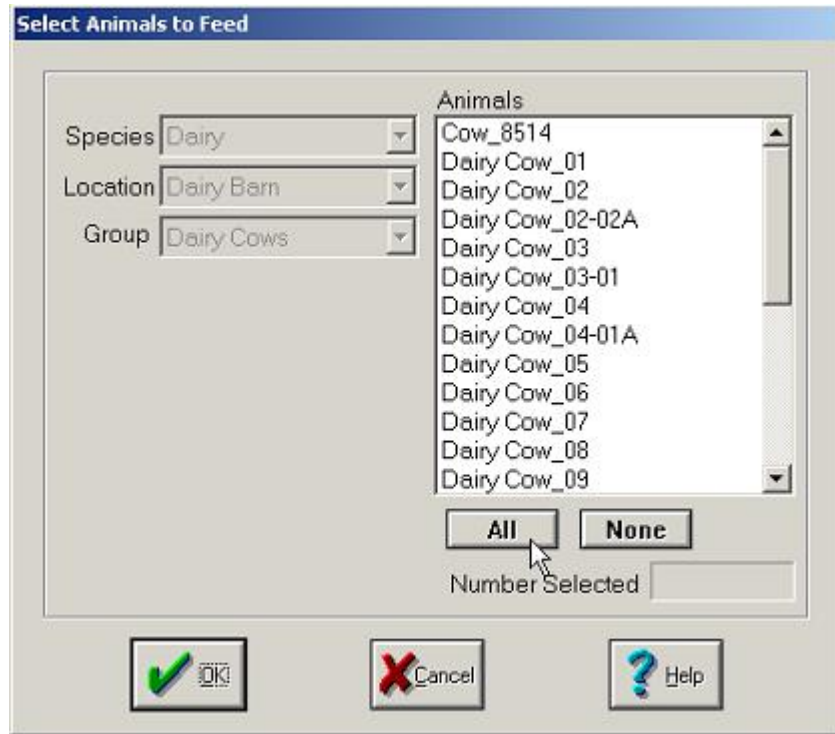 Select Animals to Feed
Species Dairy
Location Dairy Barn
Group Dairy Cows
Animals
Cow_8514
Dairy Cow_01
Dairy Cow_02
Dairy Cow_02-02A
Dairy Cow_03
Dairy Cow_03-01
Dairy Cow_04
Dairy Cow_04-01A
Dairy Cow_05
Dairy Cow_06
Dairy Cow_07
Dairy Cow_08
Dairy Cow_09
All None
Number Selected
OK Cancel Help